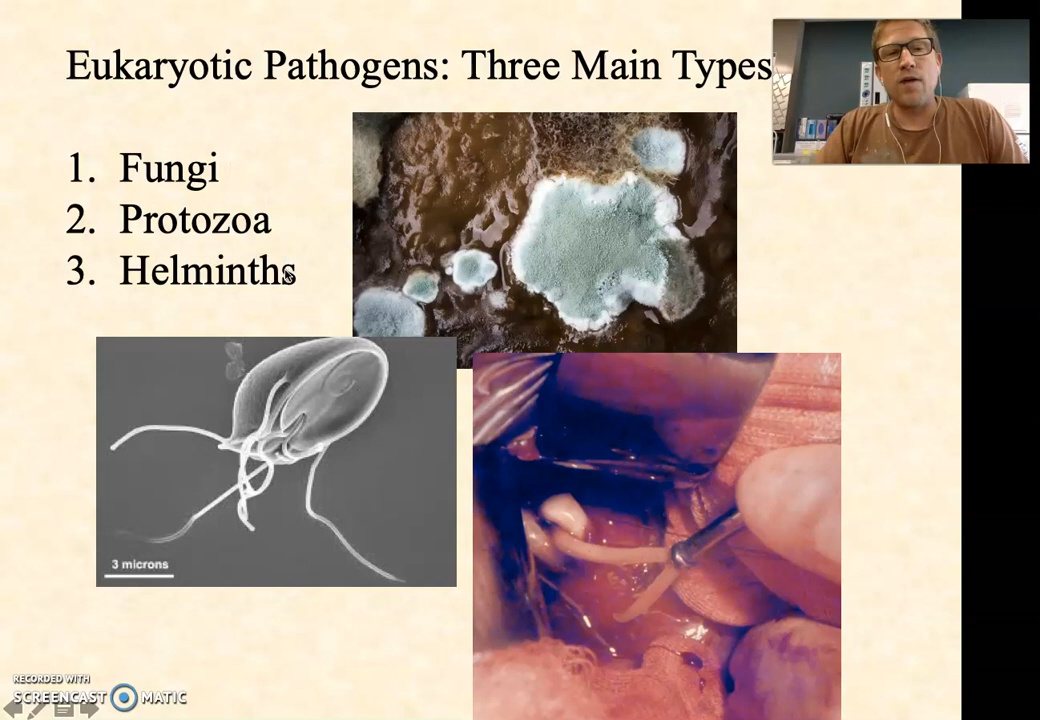 Eukaryotic Pathogens: Three Main Types
1. Fungi
2. Protozoa
3. Helminths
3 microns
RECORDED WITH
SCREENCAST MATIC